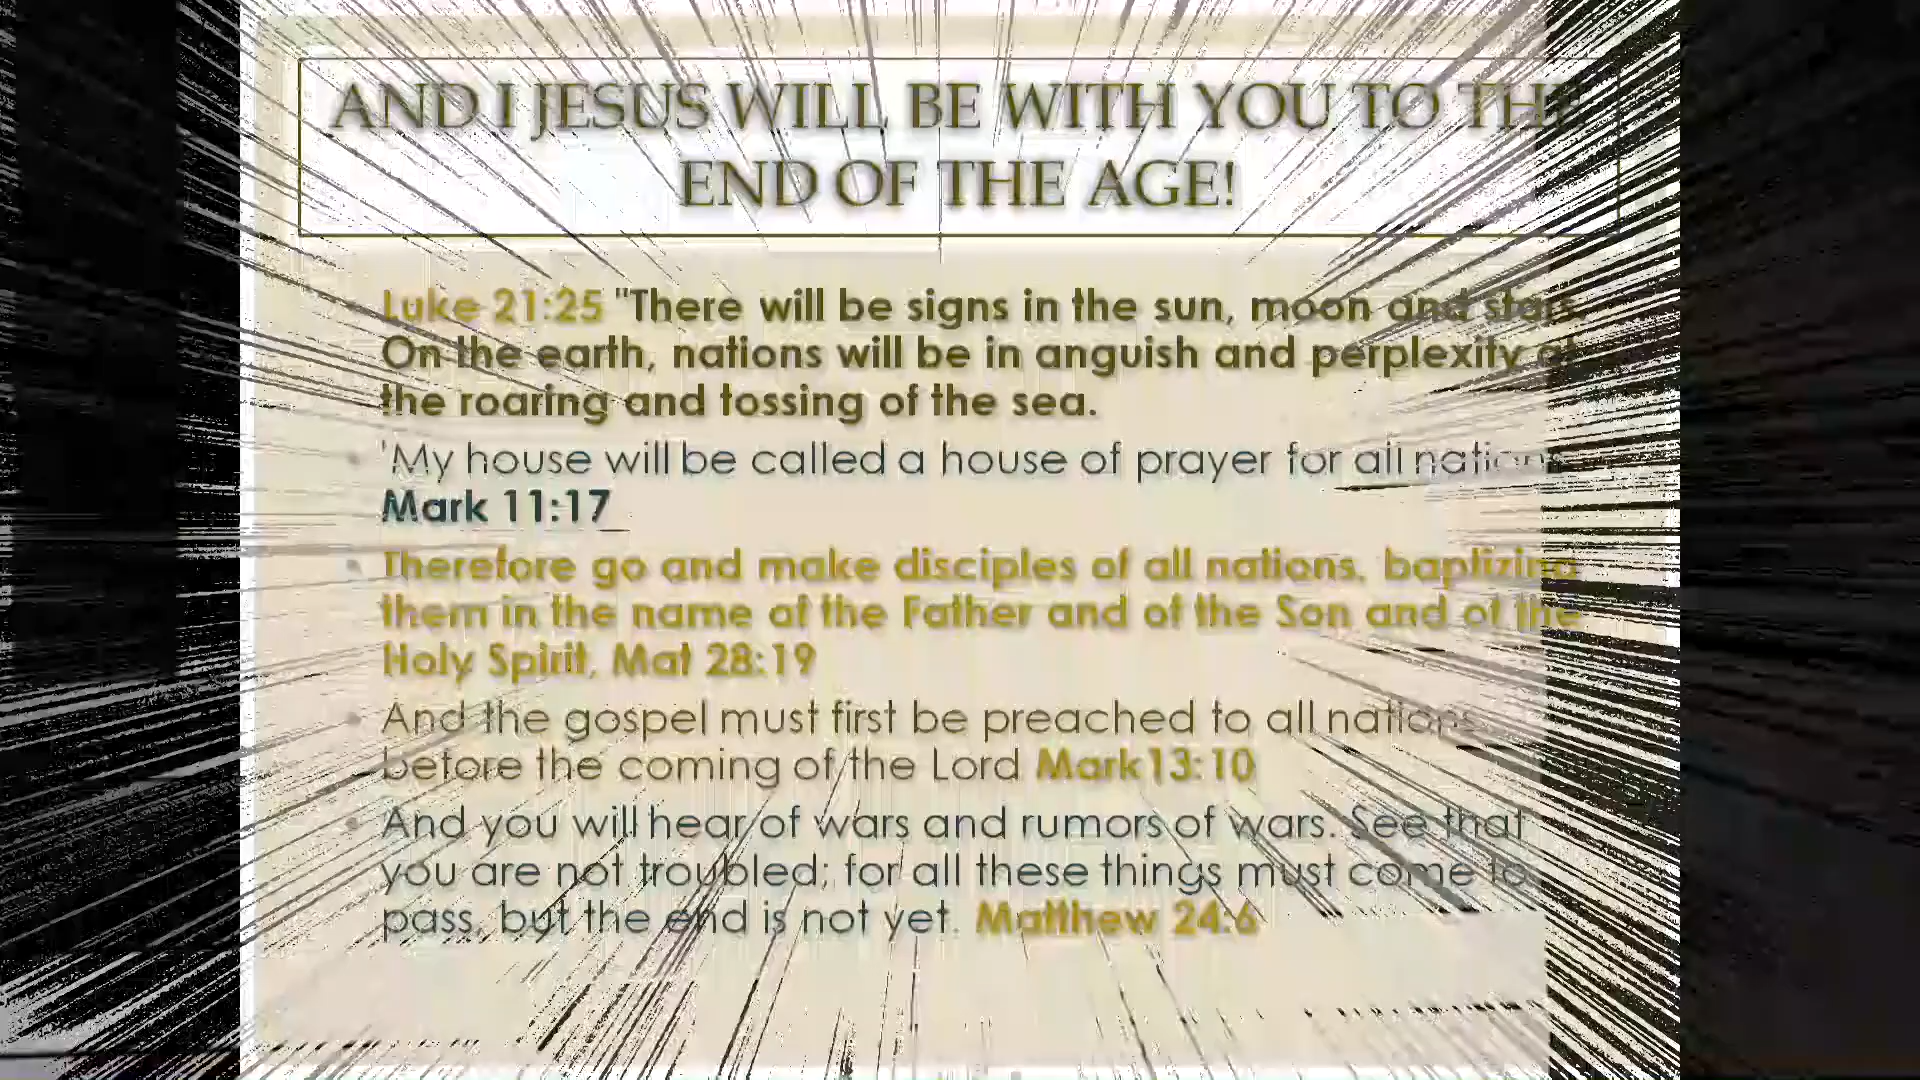 AND I JESUS WILL BE WITH YOU TO THE
END OF THE AGE!
Luke 21:25 "There will be signs in the sun, moon and stars.
On the earth, nations will be in anguish and perplexity at
the roaring and tossing of the sea.
'My house will be called a house of prayer for all nations
Mark 11:17
Therefore go and make disciples of all nations, baptizing
them in the name of the Father and of the Son and of the
Holy Spirit, Mat 28:19
And the gospel must first be preached to all nations
before the coming of the Lord Mark13:10
And you will hear of wars and rumors of wars. See that
you are not troubled; for all these things must come to
pass, but the end is not yet. Matthew 24:6